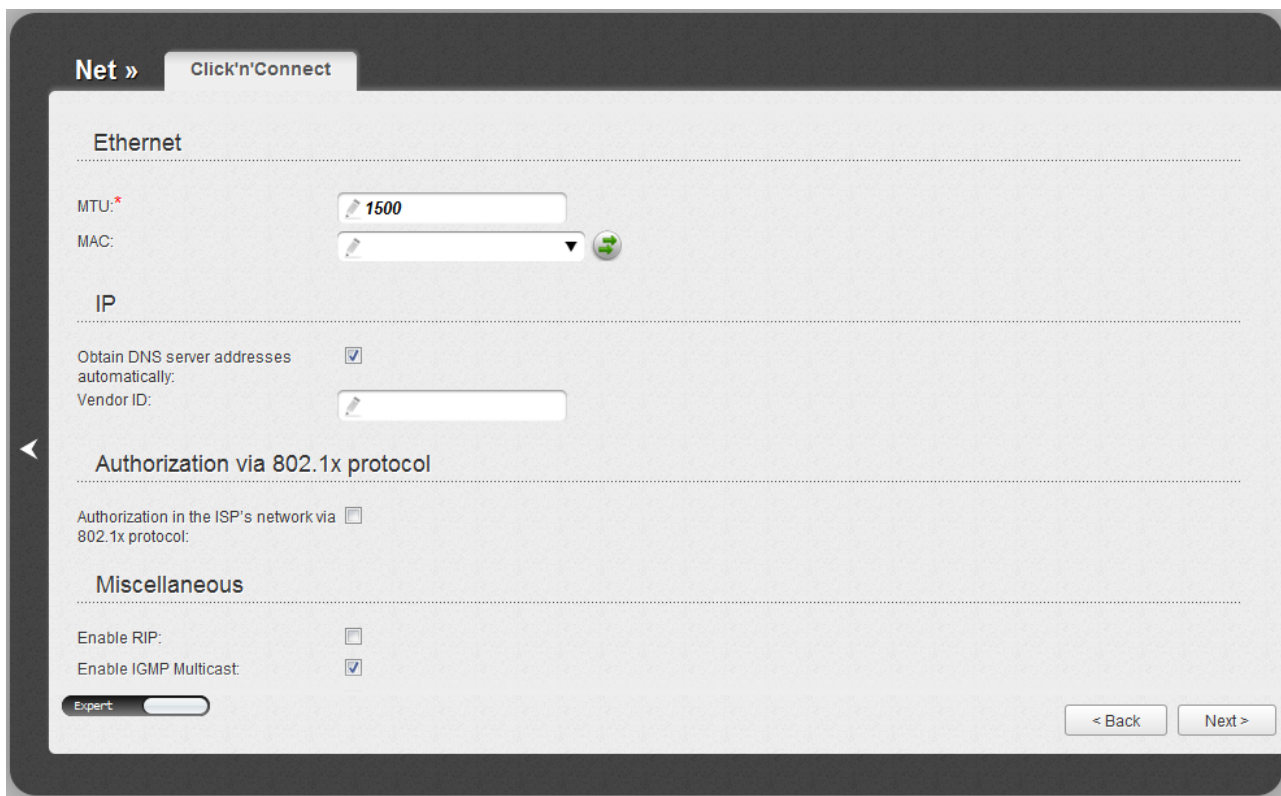 Net »
Click'n'Connect
Ethernet
MTU:*
1500
MAC:
IP
Obtain DNS server addresses
automatically:
Vendor ID:
Authorization via 802.1x protocol
Authorization in the ISP's network via
802.1x protocol:
Miscellaneous
Enable RIP:
Enable IGMP Multicast:
Expert
< Back
Next >